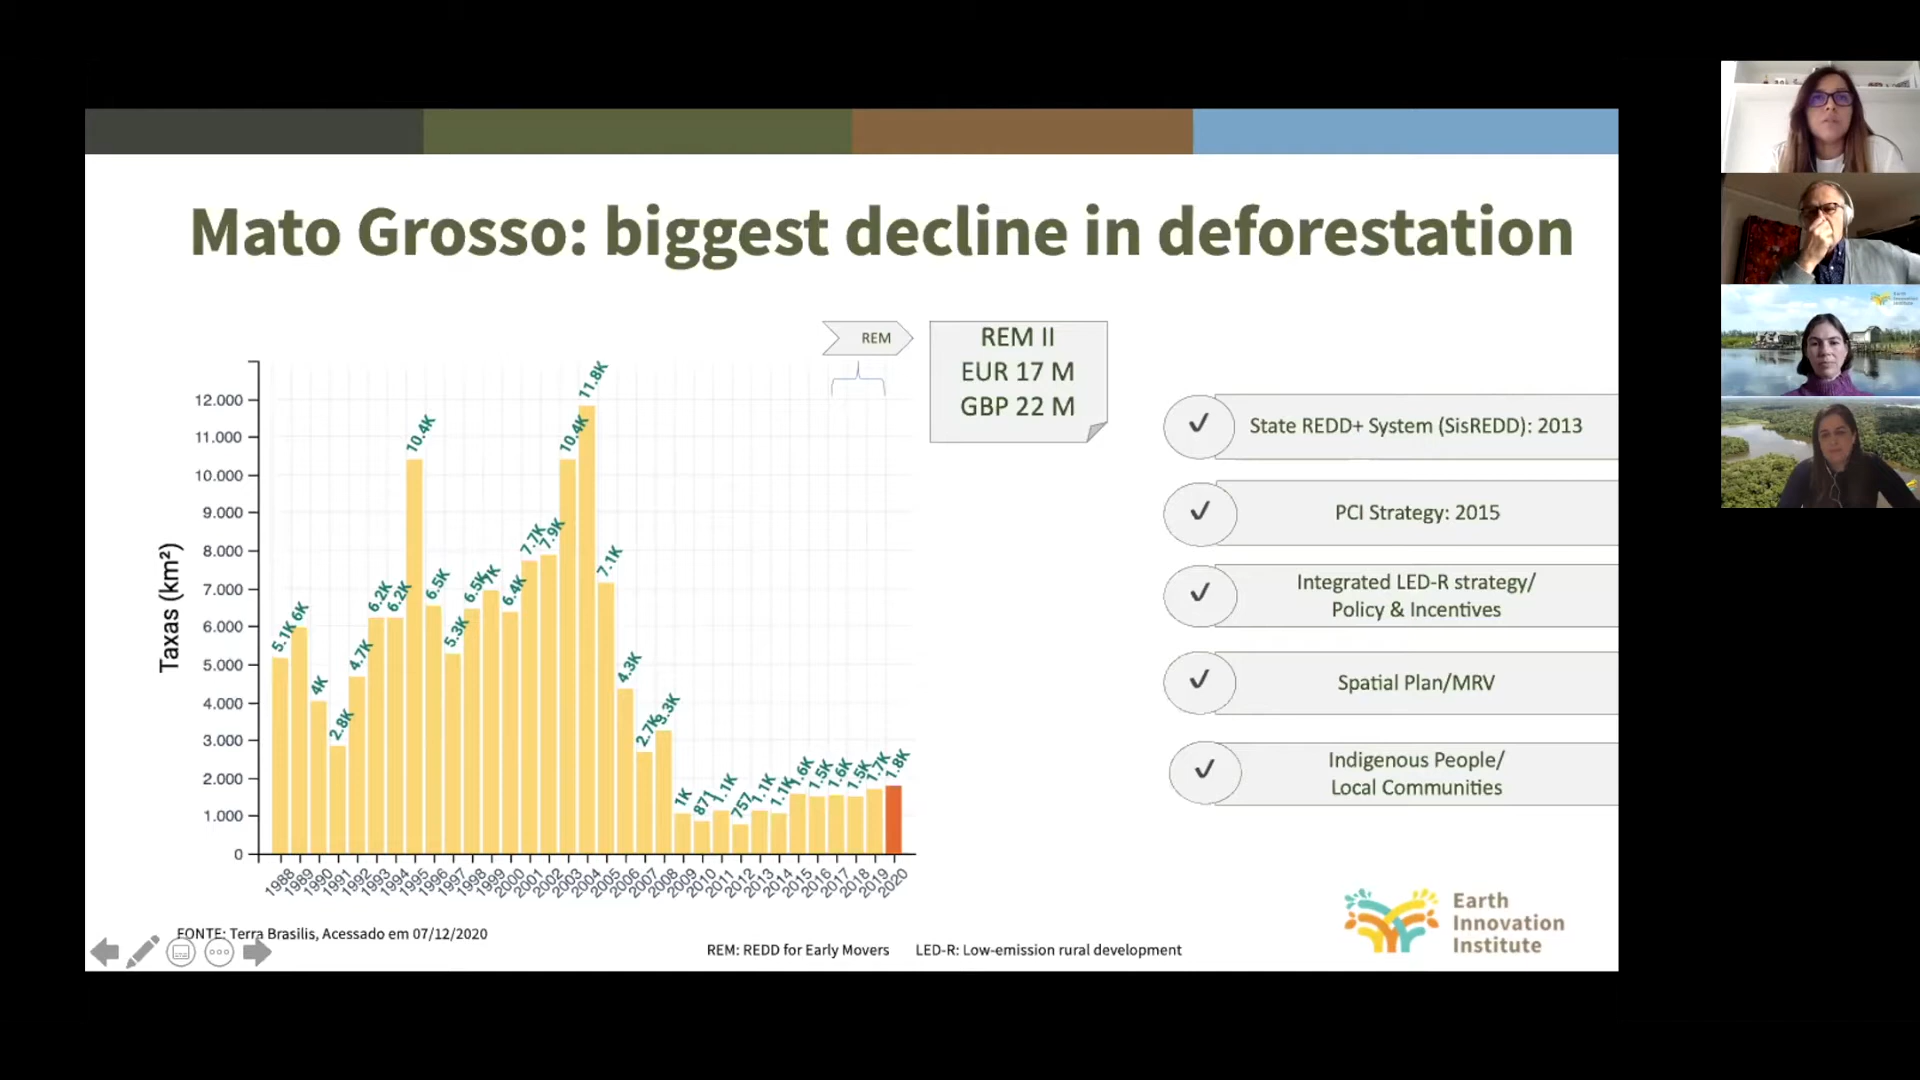 Mato Grosso: biggest decline in deforestation
REM
REM II
EUR 17 M
GBP 22 M
Taxas (km²)
12.000
11.000
10.000
9.000
8.000
7.000
6.000
5.000
4.000
3.000
2.000
1.000
0
5.1K
6K
4K
2.8K
4.7K
6.2K
6.2K
10.4K
6.5K
5.3K
6.5K
7K
6.4K
7.7K
7.9K
10.4K
11.8K
7.1K
4.3K
2.7K
3.3K
1K
871
1.1K
757
1.1K
1.1K
1.6K
1.5K
1.6K
1.5K
1.7K
1.8K
1988
1989
1990
1991
1992
1993
1994
1995
1996
1997
1998
1999
2000
2001
2002
2003
2004
2005
2006
2007
2008
2009
2010
2011
2012
2013
2014
2015
2016
2017
2018
2019
2020
State REDD+ System (SisREDD): 2013
PCI Strategy: 2015
Integrated LED-R strategy/
Policy & Incentives
Spatial Plan/MRV
Indigenous People/
Local Communities
FONTE: Terra Brasilis, Acessado em 07/12/2020
REM: REDD for Early Movers LED-R: Low-emission rural development
Earth
Innovation
Institute
Earth
Innovation
Institute